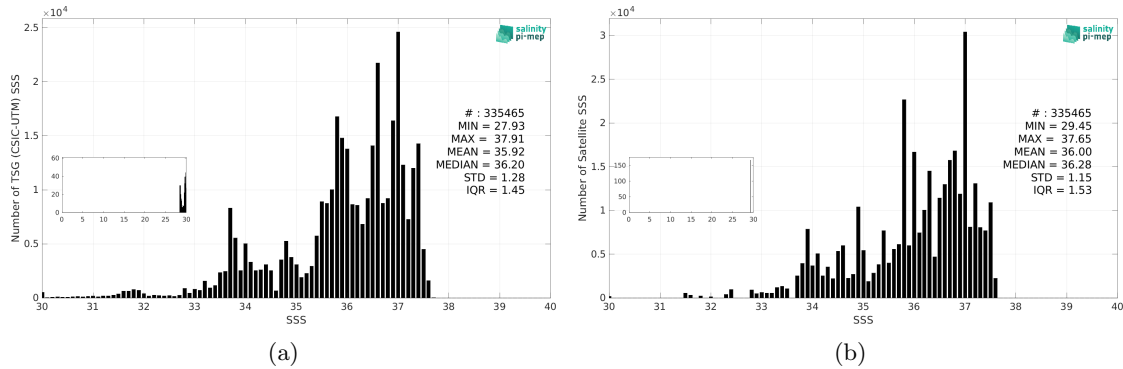 ×10⁴
2.5
2
1.5
1
0.5
0
Number of TSG (CSIC-UTM) SSS
salinity
pi-mep
# : 335465
MIN = 27.93
MAX = 37.91
MEAN = 35.92
MEDIAN = 36.20
STD = 1.28
IQR = 1.45
60
40
20
0
0 5 10 15 20 25 30
30 31 32 33 34 35 36 37 38 39 40
SSS
(a)
×10⁴
3
2.5
2
1.5
1
0.5
0
Number of Satellite SSS
salinity
pi-mep
# : 335465
MIN = 29.45
MAX = 37.65
MEAN = 36.00
MEDIAN = 36.28
STD = 1.15
IQR = 1.53
150
100
50
0
0 5 10 15 20 25 30
30 31 32 33 34 35 36 37 38 39 40
SSS
(b)